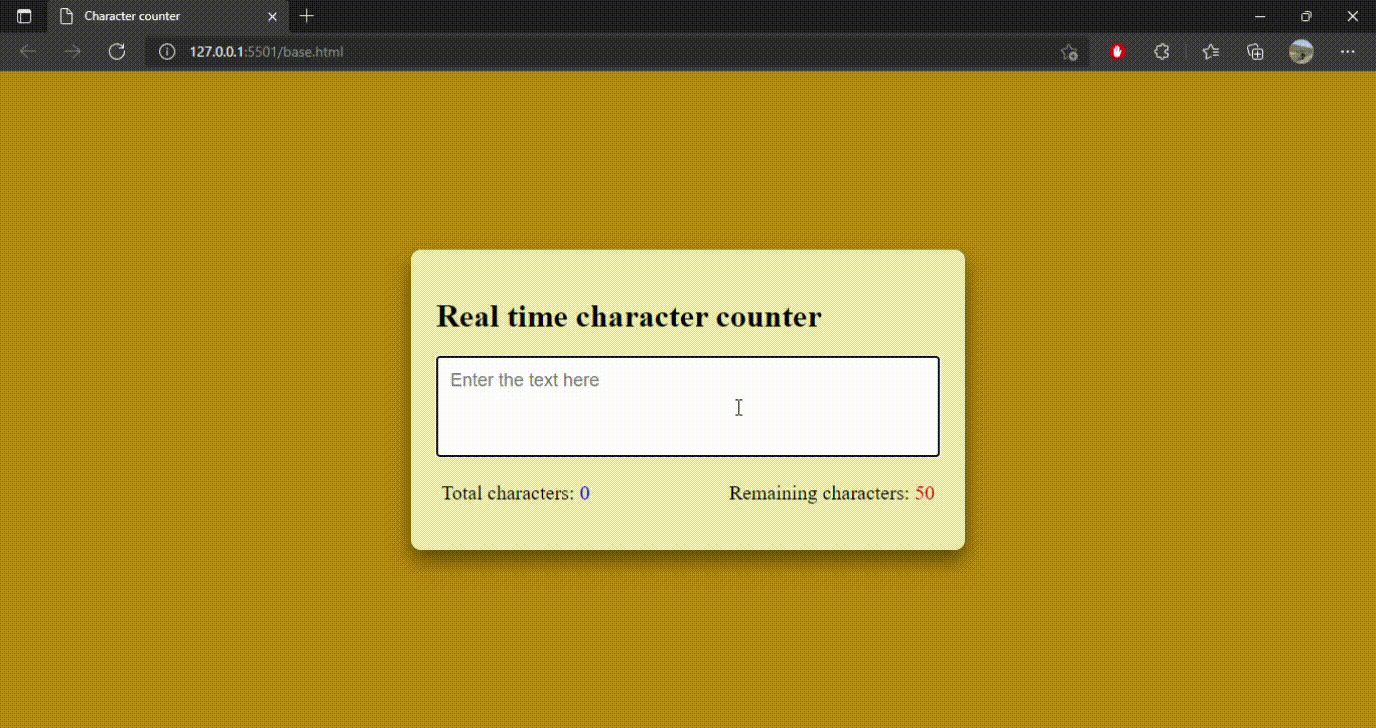 Character counter
127.0.0.1:5501/base.html
Real time character counter
Enter the text here
Total characters: 0
Remaining characters: 50